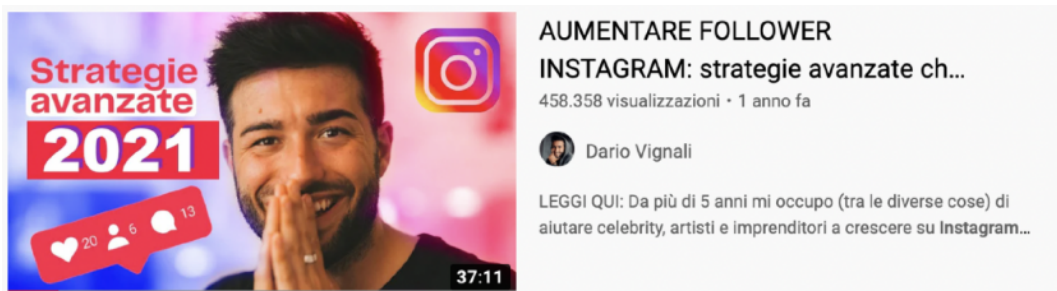 Strategie
avanzate
2021
20 6 13
37:11
AUMENTARE FOLLOWER
INSTAGRAM: strategie avanzate ch...
458.358 visualizzazioni • 1 anno fa
Dario Vignali
LEGGI QUI: Da più di 5 anni mi occupo (tra le diverse cose) di
aiutare celebrity, artisti e imprenditori a crescere su Instagram...